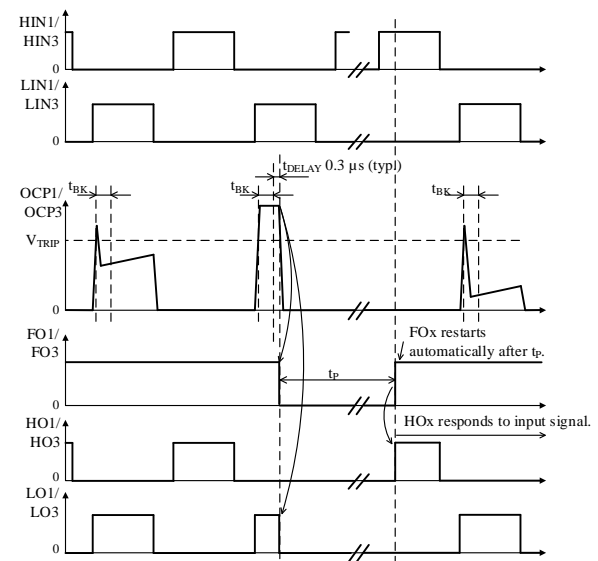 HIN1/
HIN3
0
LIN1/
LIN3
0
tDELAY 0.3 µs (typ.)
tBK
tBK
tBK
OCP1/
OCP3
VTRIP
0
FO1/
FO3
FOx restarts
automatically after tP.
tP
0
HO1/
HO3
HOx responds to input signal.
0
LO1/
LO3
0